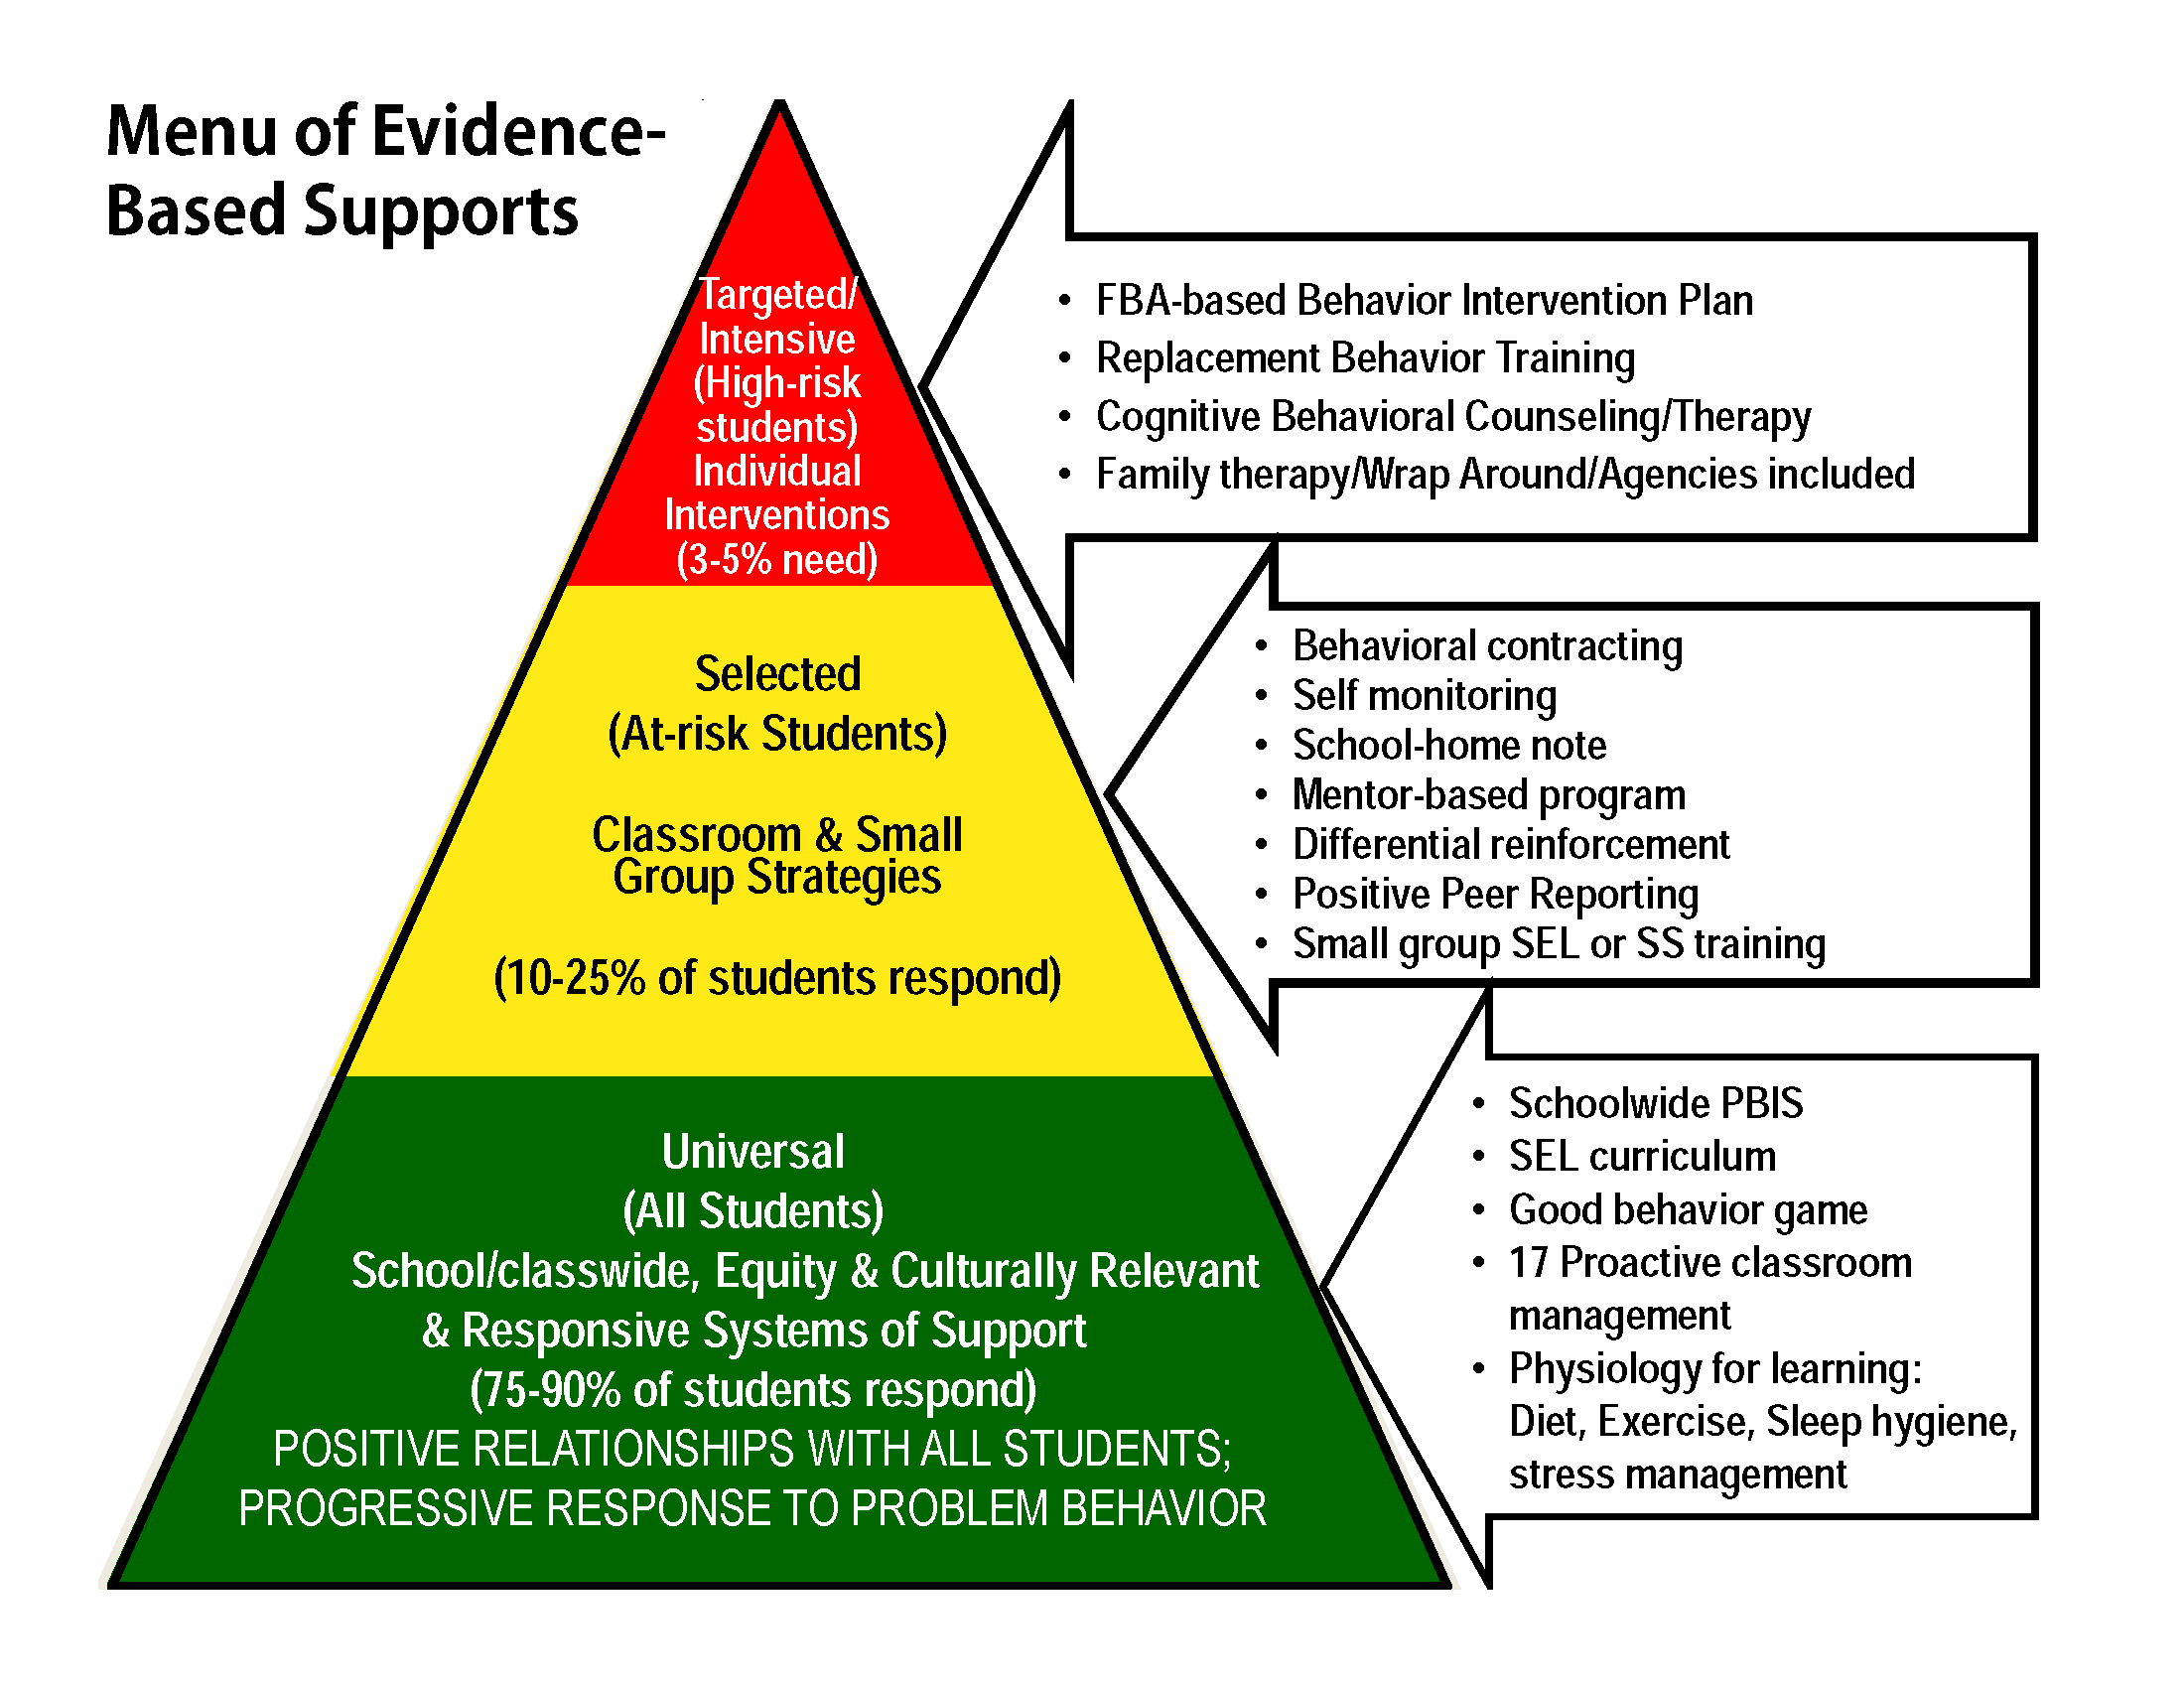 Menu of Evidence-
Based Supports
Targeted/
Intensive
(High-risk
students)
Individual
Interventions
(3-5% need)
• FBA-based Behavior Intervention Plan
• Replacement Behavior Training
• Cognitive Behavioral Counseling/Therapy
• Family therapy/Wrap Around/Agencies included
Selected
(At-risk Students)
Classroom & Small
Group Strategies
(10-25% of students respond)
• Behavioral contracting
• Self monitoring
• School-home note
• Mentor-based program
• Differential reinforcement
• Positive Peer Reporting
• Small group SEL or SS training
Universal
(All Students)
School/classwide, Equity & Culturally Relevant
& Responsive Systems of Support
(75-90% of students respond)
POSITIVE RELATIONSHIPS WITH ALL STUDENTS;
PROGRESSIVE RESPONSE TO PROBLEM BEHAVIOR
• Schoolwide PBIS
• SEL curriculum
• Good behavior game
• 17 Proactive classroom
management
• Physiology for learning:
Diet, Exercise, Sleep hygiene,
stress management